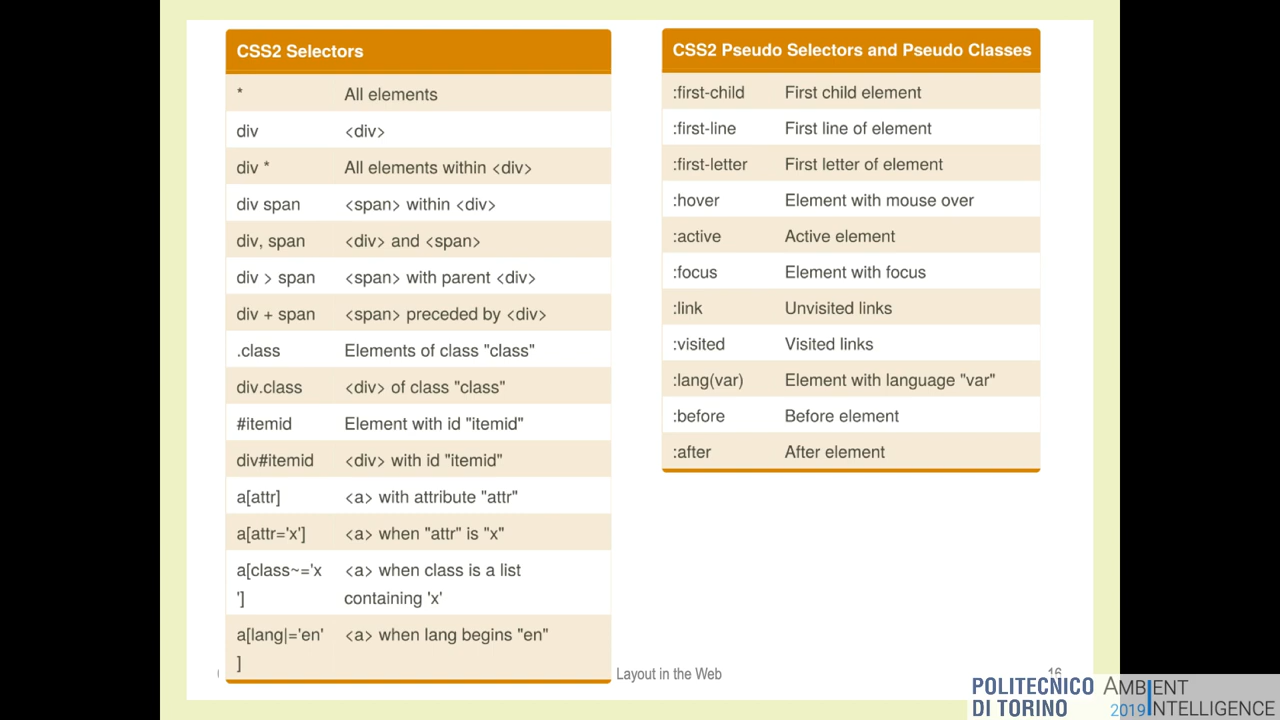 CSS2 Selectors
* All elements
div <div>
div * All elements within <div>
div span <span> within <div>
div, span <div> and <span>
div > span <span> with parent <div>
div + span <span> preceded by <div>
.class Elements of class "class"
div.class <div> of class "class"
#itemid Element with id "itemid"
div#itemid <div> with id "itemid"
a[attr] <a> with attribute "attr"
a[attr='x'] <a> when "attr" is "x"
a[class~='x <a> when class is a list
'] containing 'x'
a[lang|='en' <a> when lang begins "en"
]
CSS2 Pseudo Selectors and Pseudo Classes
:first-child First child element
:first-line First line of element
:first-letter First letter of element
:hover Element with mouse over
:active Active element
:focus Element with focus
:link Unvisited links
:visited Visited links
:lang(var) Element with language "var"
:before Before element
:after After element
Layout in the Web
16
POLITECNICO
DI TORINO
AMBIENT
2019 INTELLIGENCE